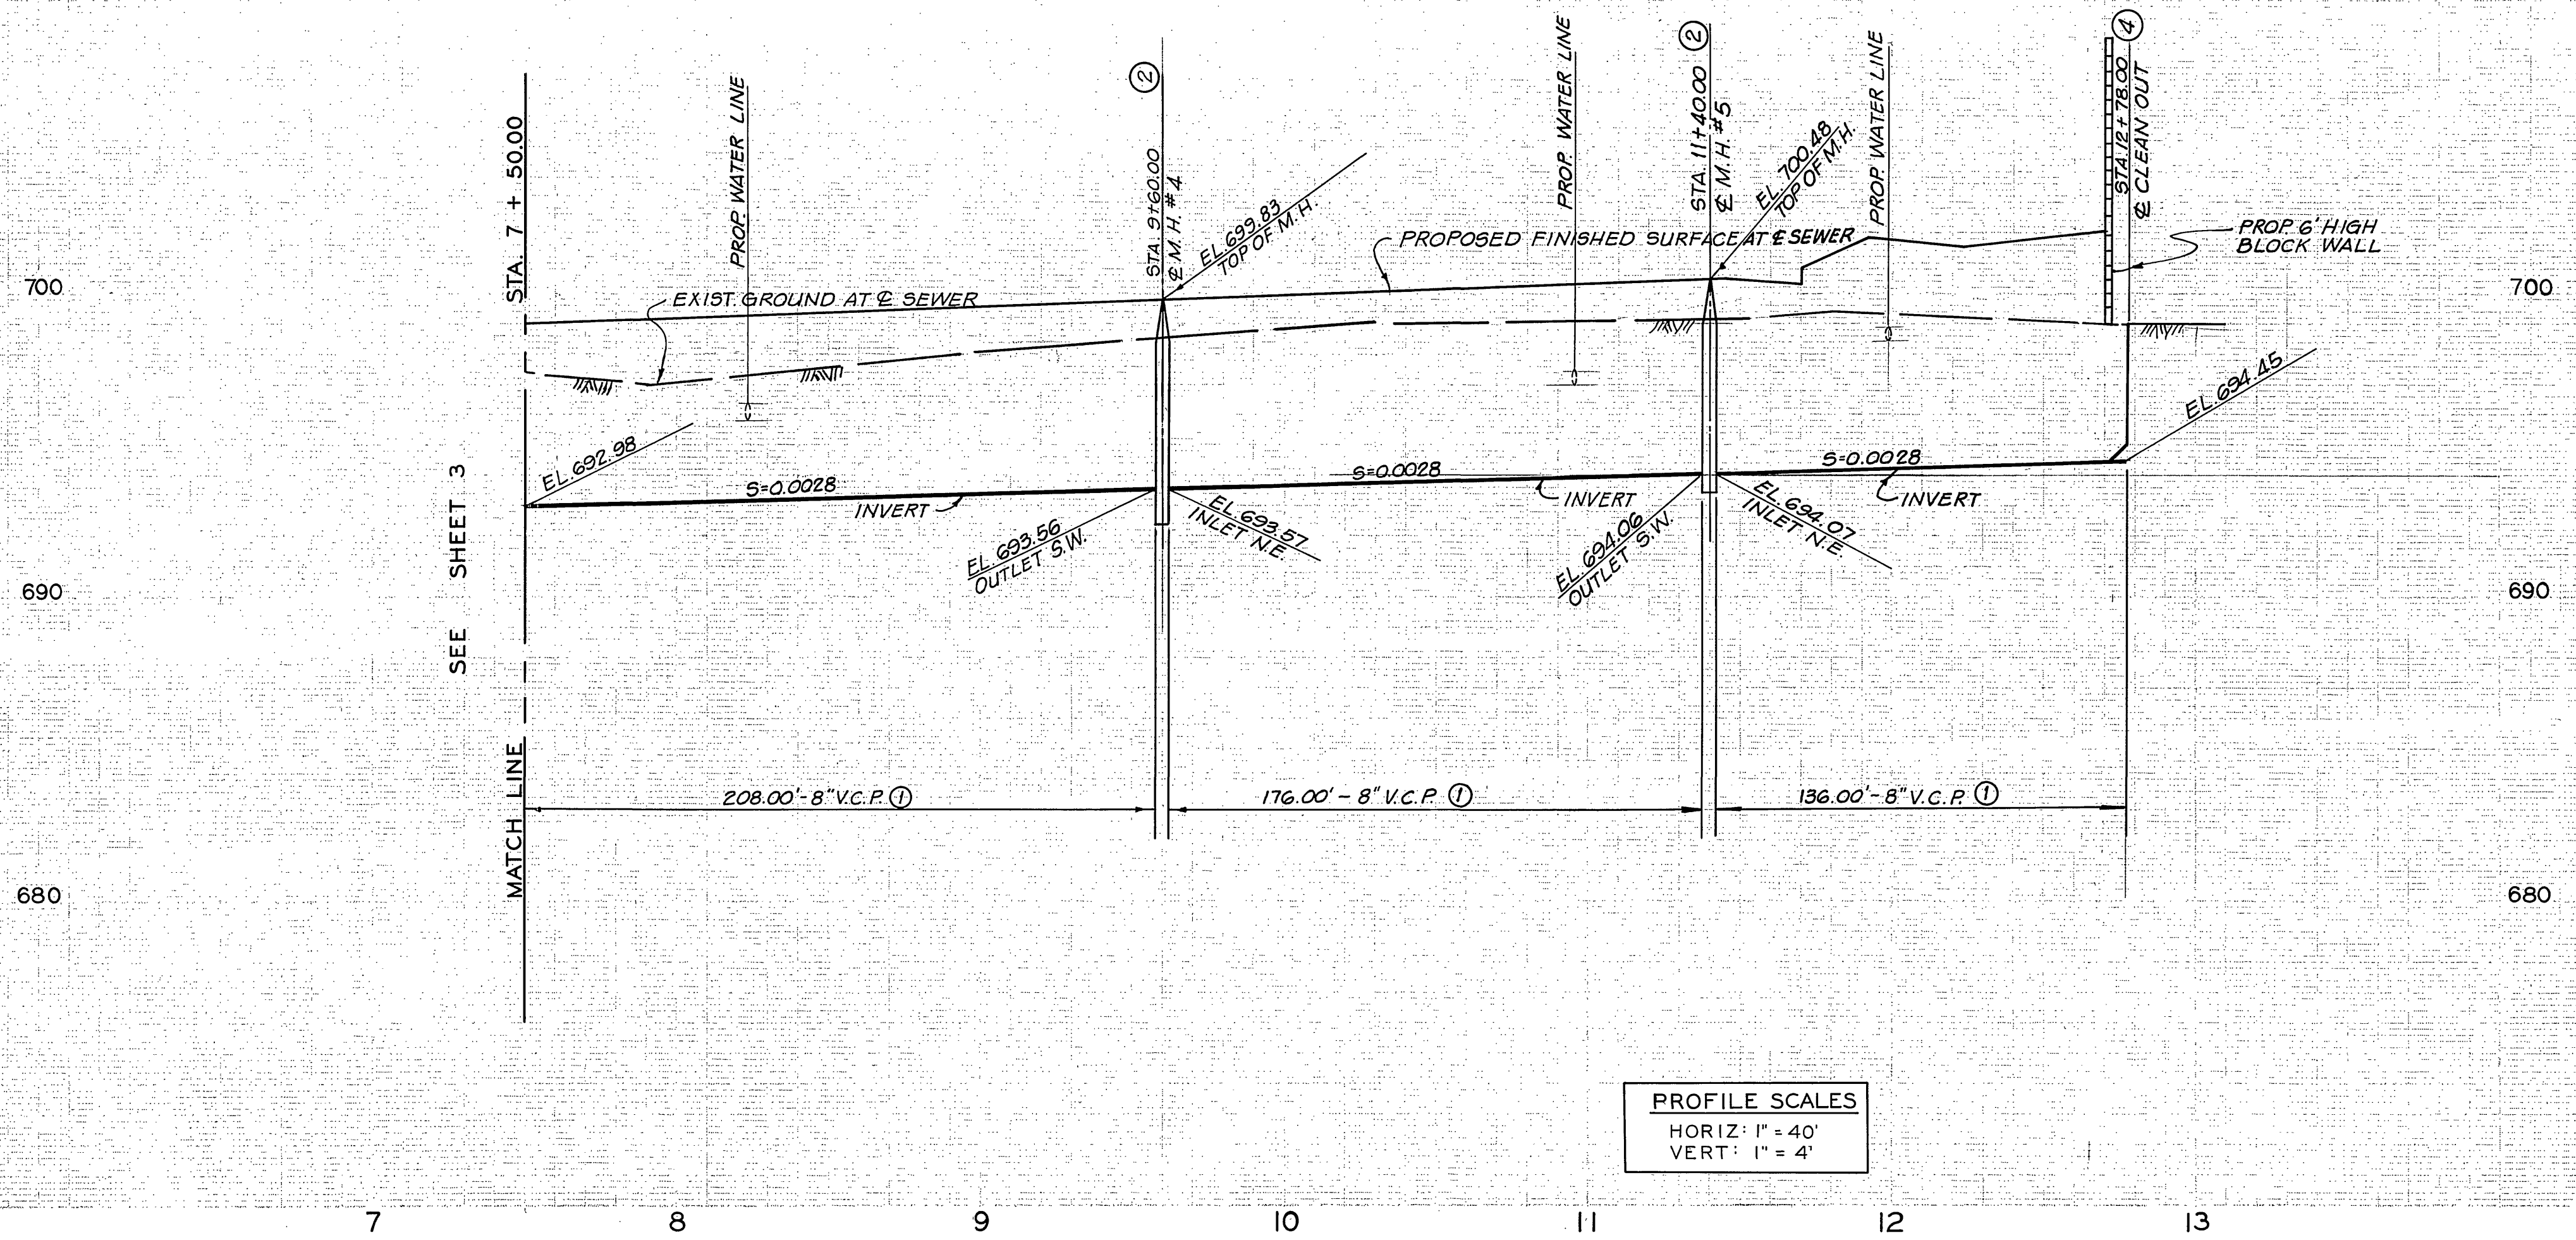 STA. 7 + 50.00
SEE SHEET 3
MATCH LINE
PROP. WATER LINE
②
STA. 9+60.00
℄ M.H. #4
EL. 699.83
TOP OF M.H.
PROP. WATER LINE
②
STA. 11+40.00
℄ M.H. #5
EL. 700.48
TOP OF M.H.
PROP. WATER LINE
④
STA. 12+78.00
℄ CLEAN OUT
PROP 6' HIGH
BLOCK WALL
PROPOSED FINISHED SURFACE AT ℄ SEWER
EXIST. GROUND AT ℄ SEWER
700
700
EL. 692.98
S=0.0028
INVERT
EL. 693.56
OUTLET S.W.
EL. 693.57
INLET N.E.
S=0.0028
INVERT
EL. 694.06
OUTLET S.W.
EL. 694.07
INLET N.E.
S=0.0028
INVERT
EL. 694.45
690
690
208.00'-8" V.C.P. ①
176.00'-8" V.C.P. ①
136.00'-8" V.C.P. ①
680
680
PROFILE SCALES
HORIZ: 1" = 40'
VERT: 1" = 4'
7 8 9 10 11 12 13